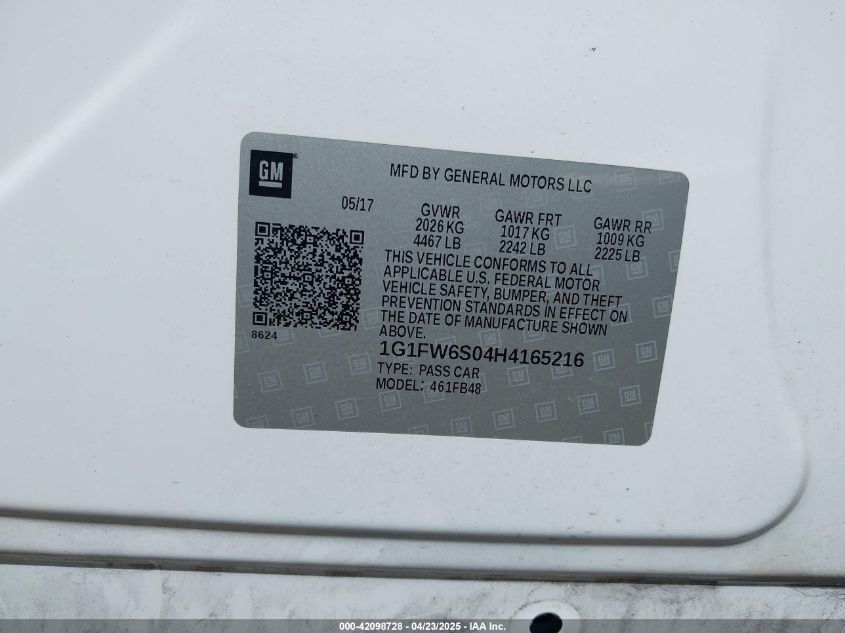 GM
MFD BY GENERAL MOTORS LLC
05/17
GVWR
2026 KG
4467 LB
GAWR FRT
1017 KG
2242 LB
GAWR RR
1009 KG
2225 LB
THIS VEHICLE CONFORMS TO ALL
APPLICABLE U.S. FEDERAL MOTOR
VEHICLE SAFETY, BUMPER, AND THEFT
PREVENTION STANDARDS IN EFFECT ON
THE DATE OF MANUFACTURE SHOWN
ABOVE.
8624
1G1FW6S04H4165216
TYPE: PASS CAR
MODEL: 461FB48
000-42098728 - 04/23/2025 - IAA Inc.